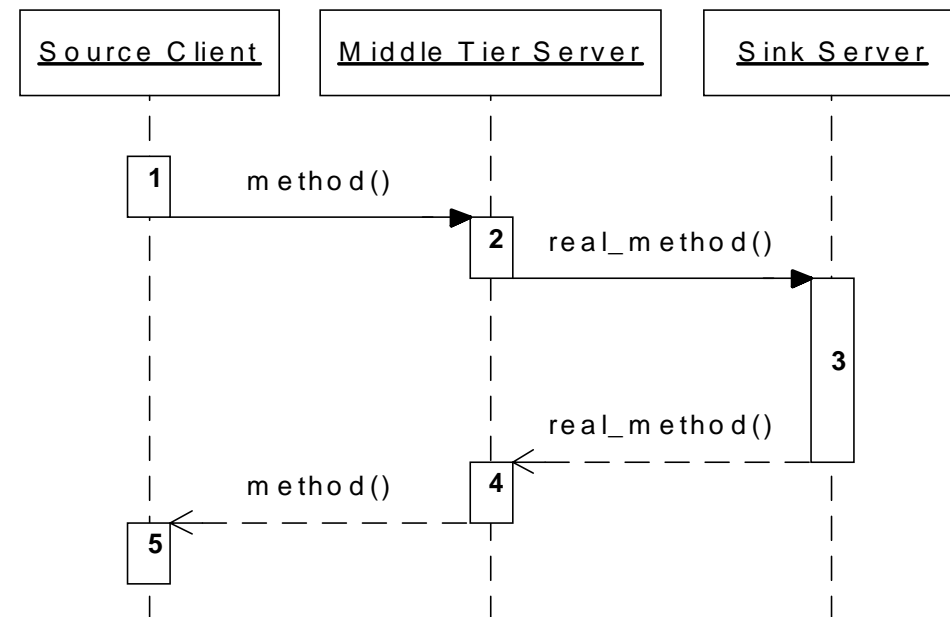 Source Client
Middle Tier Server
Sink Server
1
method()
2
real_method()
3
real_method()
4
method()
5